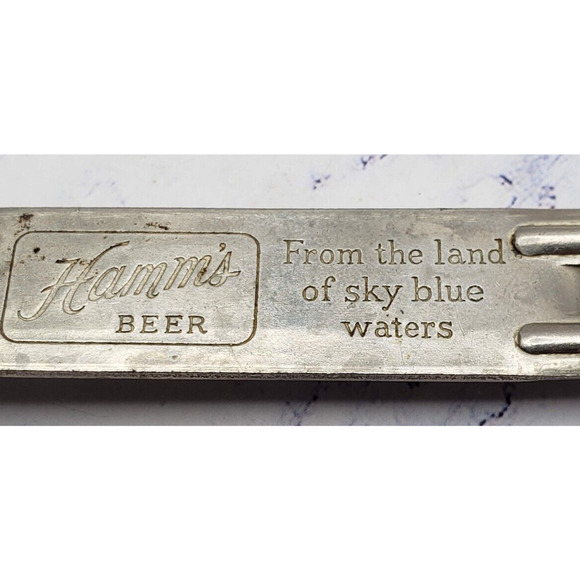 Hamm's
BEER
From the land
of sky blue
waters